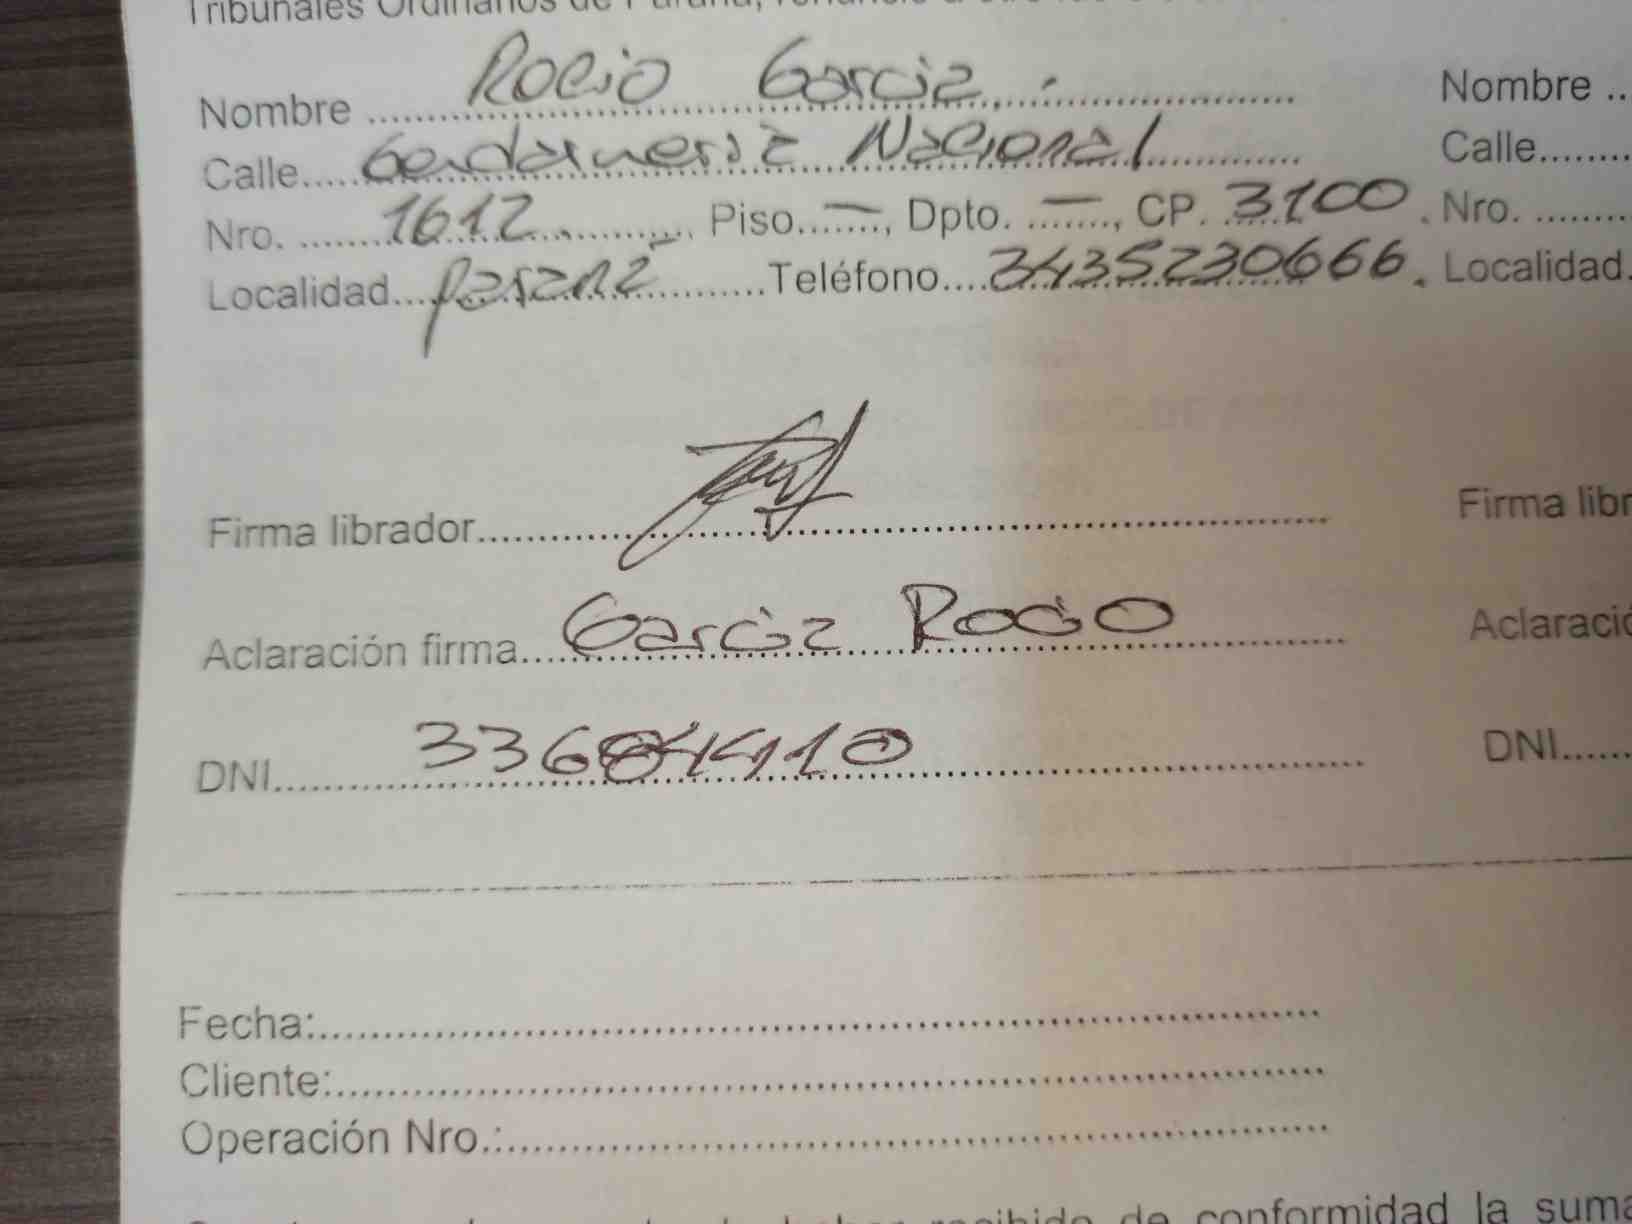 Tribunales Ordinarios de Paraná,
Nombre Rocio Garcia Nombre ..
Calle..... Gendarmeria Nacional Calle........
Nro. ....... 1612 ........., Piso...—..., Dpto. ...—..., CP. 3100 . Nro. ........
Localidad.... paraná .........Teléfono.... 3435230666 . Localidad.
Firma librador.................... Firma libr
Aclaración firma.... Garcia Rocio Aclaració
DNI......... DNI......
Fecha:....................
Cliente:....................
Operación Nro.:....................
recibido de conformidad la suma